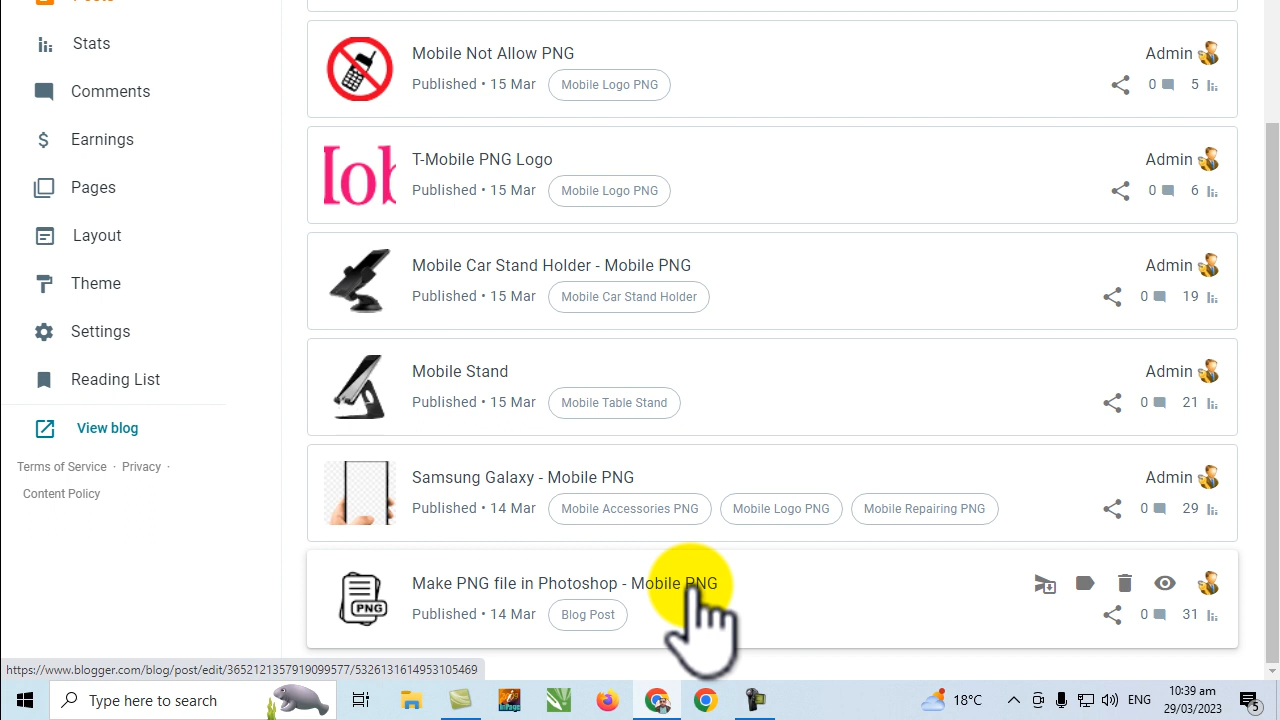 Posts
Stats
Comments
Earnings
Pages
Layout
Theme
Settings
Reading List
View blog
Terms of Service · Privacy ·
Content Policy
Mobile Not Allow PNG
Admin
Published • 15 Mar Mobile Logo PNG
0 5
T-Mobile PNG Logo
Admin
Published • 15 Mar Mobile Logo PNG
0 6
Mobile Car Stand Holder - Mobile PNG
Admin
Published • 15 Mar Mobile Car Stand Holder
0 19
Mobile Stand
Admin
Published • 15 Mar Mobile Table Stand
0 21
Samsung Galaxy - Mobile PNG
Admin
Published • 14 Mar Mobile Accessories PNG Mobile Logo PNG Mobile Repairing PNG
0 29
PNG
Make PNG file in Photoshop - Mobile PNG
Published • 14 Mar Blog Post
0 31
https://www.blogger.com/blog/post/edit/3652121357919099577/5326131614953105469
Type here to search
18°C
ENG
10:39 am
29/03/2023
5